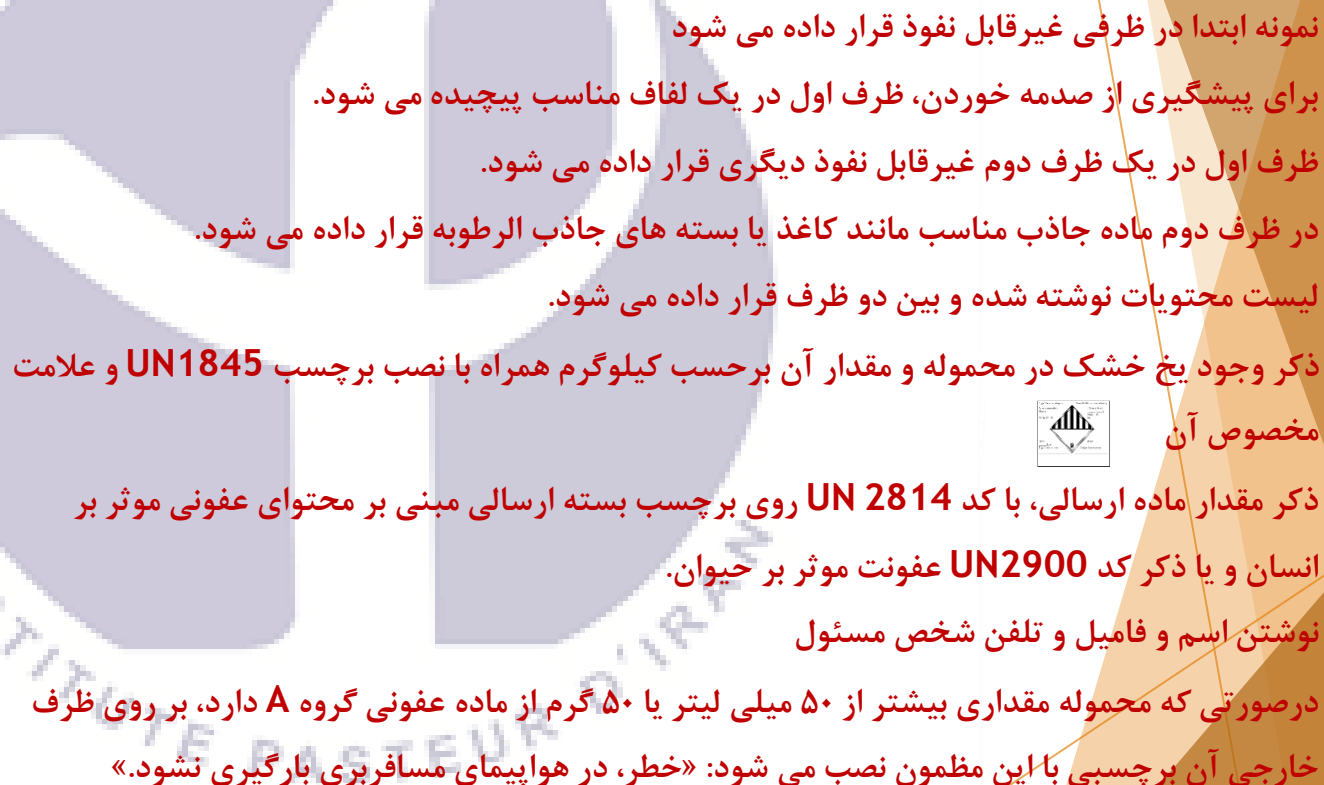 نمونه ابتدا در ظرفی غیرقابل نفوذ قرار داده می شود
برای پیشگیری از صدمه خوردن، ظرف اول در یک لفاف مناسب پیچیده می شود.
ظرف اول در یک ظرف دوم غیرقابل نفوذ دیگری قرار داده می شود.
در ظرف دوم ماده جاذب مناسب مانند کاغذ یا بسته های جاذب الرطوبه قرار داده می شود.
لیست محتویات نوشته شده و بین دو ظرف قرار داده می شود.
ذکر وجود یخ خشک در محموله و مقدار آن برحسب کیلوگرم همراه با نصب برچسب UN1845 و علامت
مخصوص آن
ذکر مقدار ماده ارسالی، با کد UN 2814 روی برچسب بسته ارسالی مبنی بر محتوای عفونی موثر بر
انسان و یا ذکر کد UN2900 عفونت موثر بر حیوان.
نوشتن اسم و فامیل و تلفن شخص مسئول
درصورتی که محموله مقداری بیشتر از ۵۰ میلی لیتر یا ۵۰ گرم از ماده عفونی گروه A دارد، بر روی ظرف
خارجی آن برچسبی با این مظمون نصب می شود: «خطر، در هواپیمای مسافربری بارگیری نشود.»
TITUTE PASTEUR D'IRAN